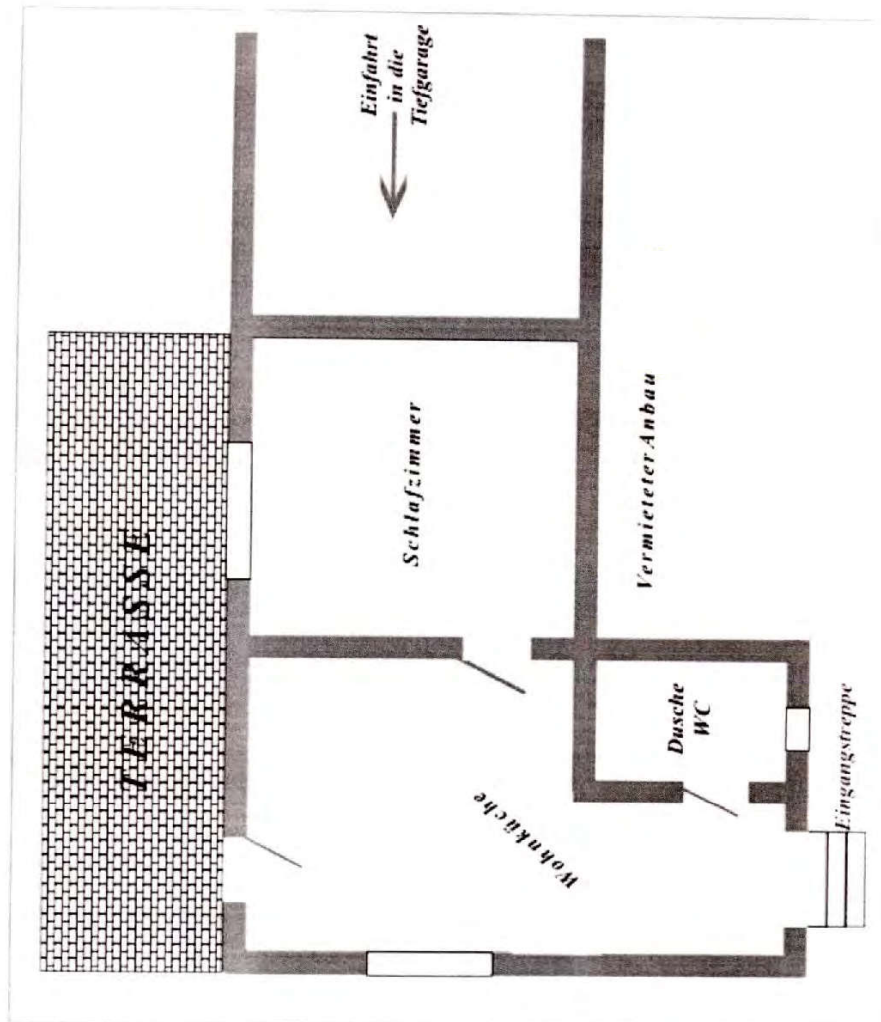 Einfahrt
in die
Tiefgarage
TERRASSE
Schlafzimmer
Vermieteter Anbau
Dusche
WC
Wohnküche
Eingangstreppe